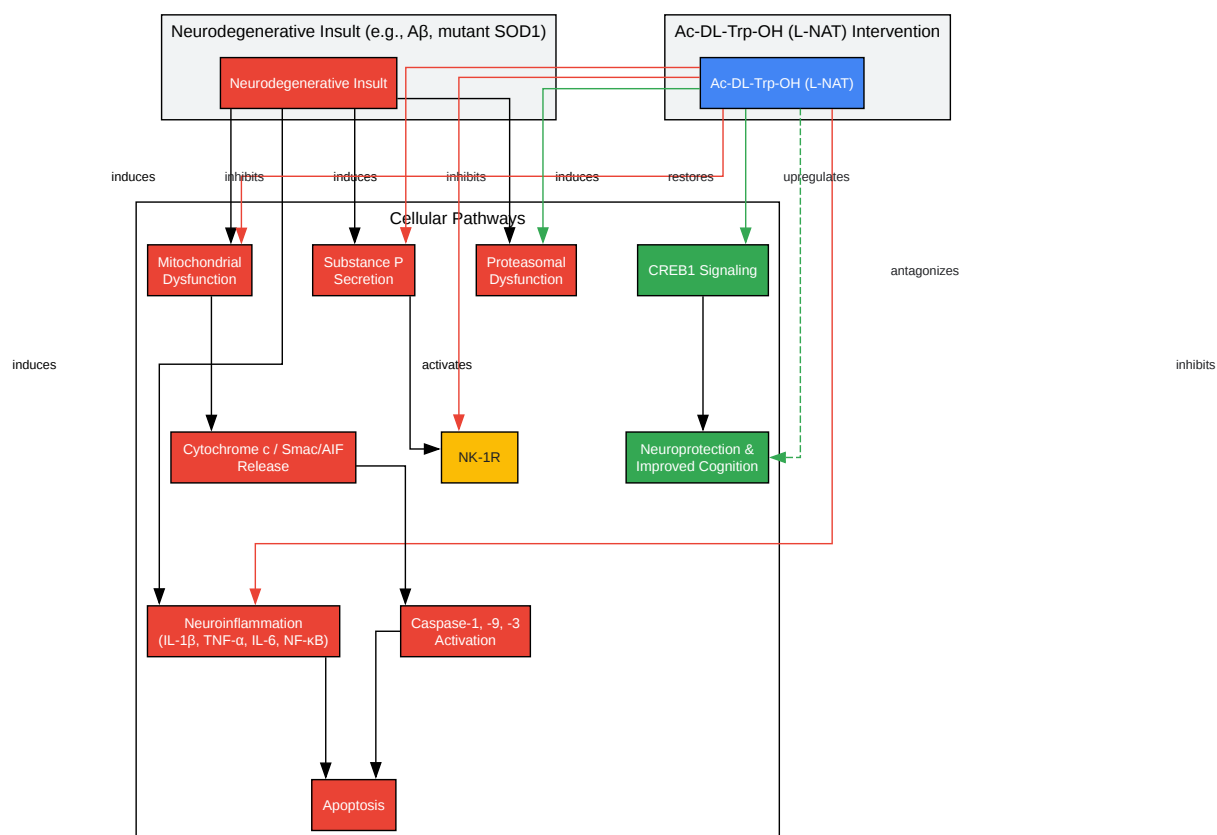 Neurodegenerative Insult (e.g., Aβ, mutant SOD1)
Ac-DL-Trp-OH (L-NAT) Intervention
Neurodegenerative Insult
Ac-DL-Trp-OH (L-NAT)
induces
inhibits
induces
inhibits
induces
restores
upregulates
Cellular Pathways
Mitochondrial
Dysfunction
Substance P
Secretion
Proteasomal
Dysfunction
CREB1 Signaling
antagonizes
induces
activates
inhibits
Cytochrome c / Smac/AIF
Release
NK-1R
Neuroprotection &
Improved Cognition
Neuroinflammation
(IL-1β, TNF-α, IL-6, NF-κB)
Caspase-1, -9, -3
Activation
Apoptosis